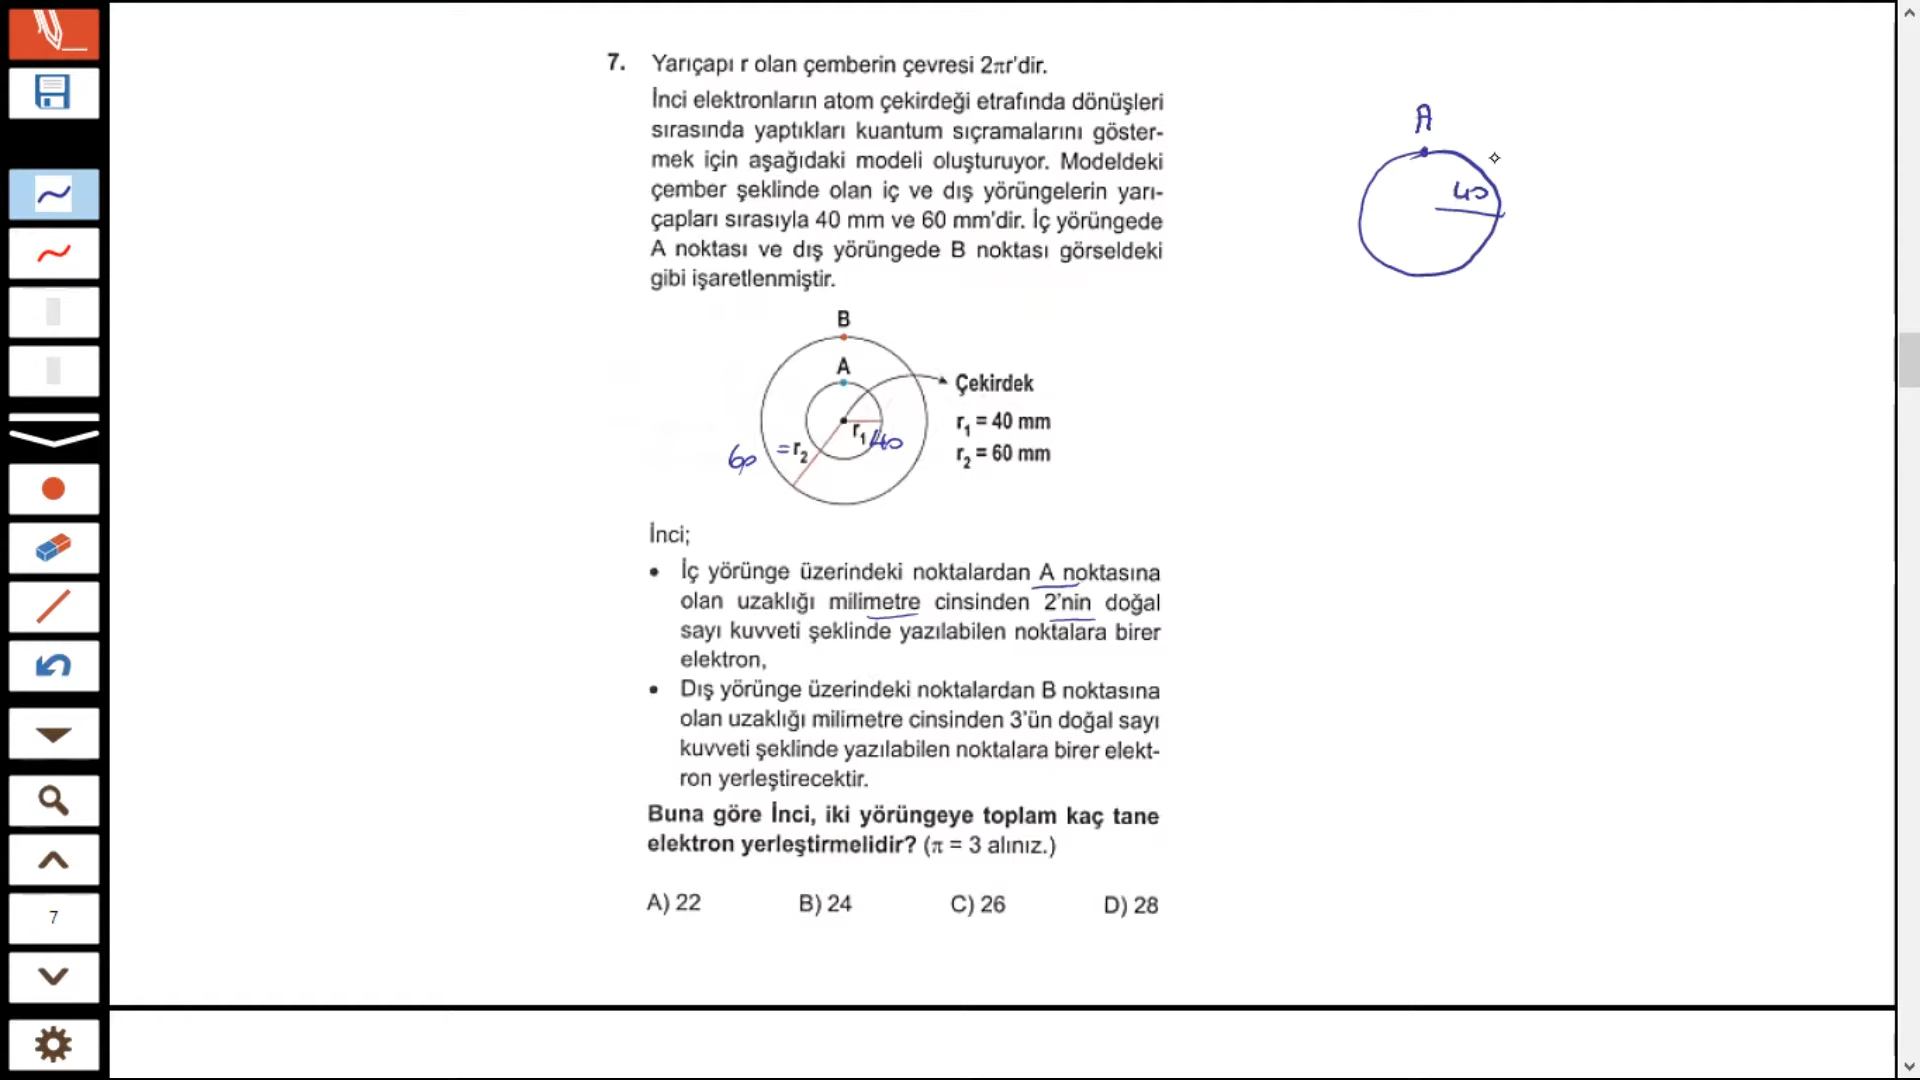 7. Yarıçapı r olan çemberin çevresi 2πr'dir.
İnci elektronların atom çekirdeği etrafında dönüşleri
sırasında yaptıkları kuantum sıçramalarını göster-
mek için aşağıdaki modeli oluşturuyor. Modeldeki
çember şeklinde olan iç ve dış yörüngelerin yarı-
çapları sırasıyla 40 mm ve 60 mm'dir. İç yörüngede
A noktası ve dış yörüngede B noktası görseldeki
gibi işaretlenmiştir.
A
40
B
A
Çekirdek
r₁ 40
r₁ = 40 mm
60 = r₂
r₂ = 60 mm
İnci;
• İç yörünge üzerindeki noktalardan A noktasına
olan uzaklığı milimetre cinsinden 2'nin doğal
sayı kuvveti şeklinde yazılabilen noktalara birer
elektron,
• Dış yörünge üzerindeki noktalardan B noktasına
olan uzaklığı milimetre cinsinden 3'ün doğal sayı
kuvveti şeklinde yazılabilen noktalara birer elekt-
ron yerleştirecektir.
Buna göre İnci, iki yörüngeye toplam kaç tane
elektron yerleştirmelidir? (π = 3 alınız.)
A) 22 B) 24 C) 26 D) 28
7